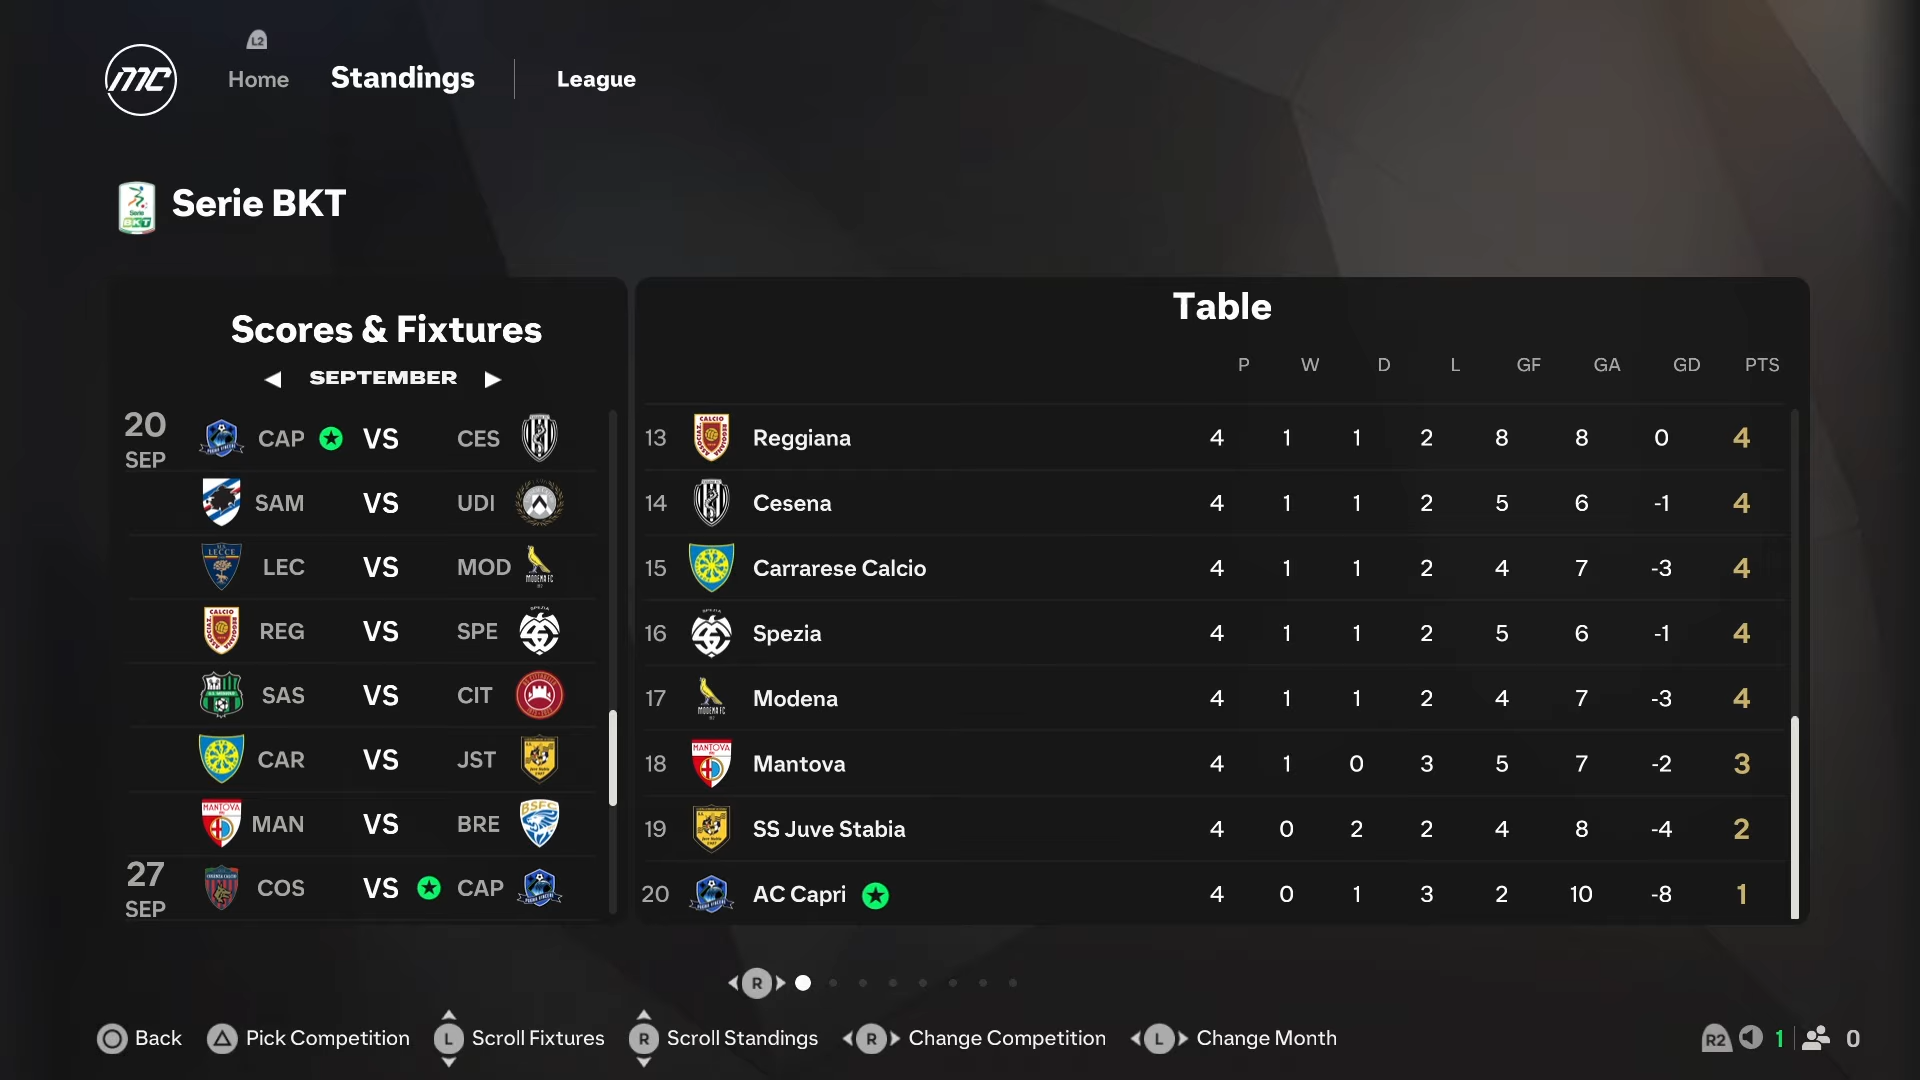 L2
MC Home Standings League
Serie BKT
Scores & Fixtures
SEPTEMBER
20 SEP CAP VS CES
SAM VS UDI
LEC VS MOD
REG VS SPE
SAS VS CIT
CAR VS JST
MAN VS BRE
27 SEP COS VS CAP
Table
P W D L GF GA GD PTS
13 Reggiana 4 1 1 2 8 8 0 4
14 Cesena 4 1 1 2 5 6 -1 4
15 Carrarese Calcio 4 1 1 2 4 7 -3 4
16 Spezia 4 1 1 2 5 6 -1 4
17 Modena 4 1 1 2 4 7 -3 4
18 Mantova 4 1 0 3 5 7 -2 3
19 SS Juve Stabia 4 0 2 2 4 8 -4 2
20 AC Capri 4 0 1 3 2 10 -8 1
R
Back Pick Competition L Scroll Fixtures R Scroll Standings R Change Competition L Change Month R2 1 0